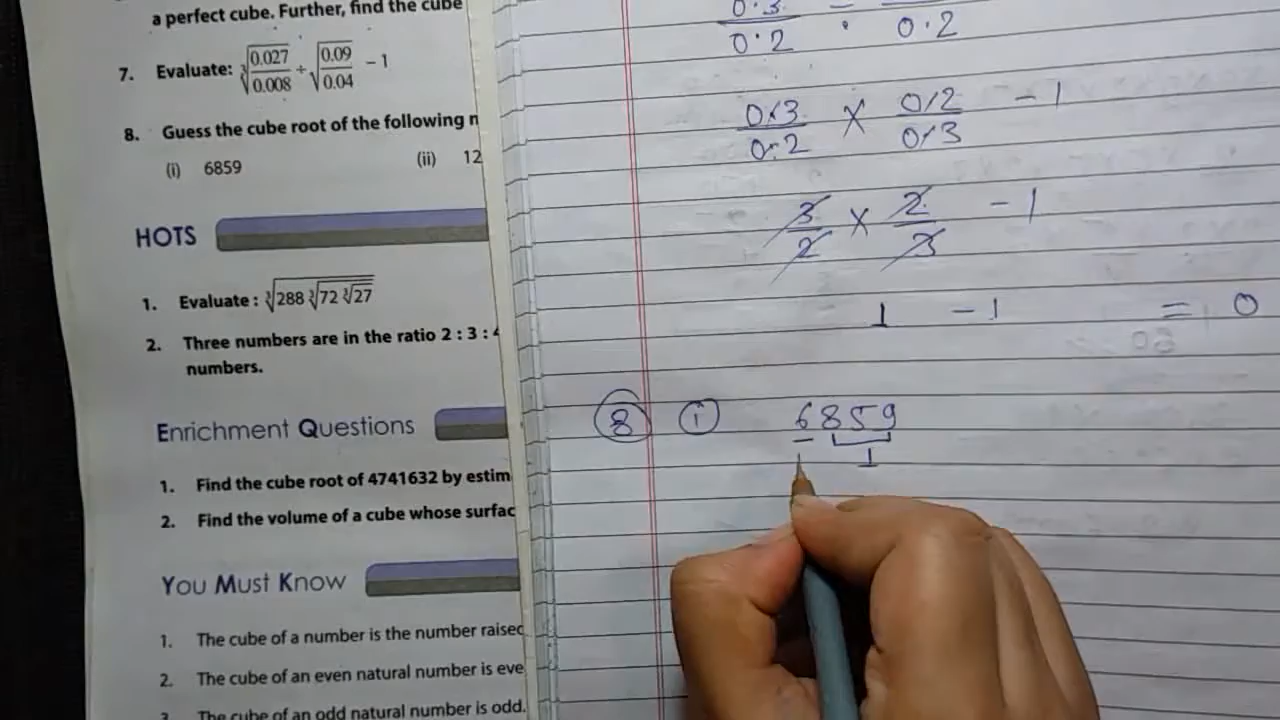 a perfect cube. Further, find the cube
7. Evaluate: ∛(0.027/0.008) ÷ √(0.09/0.04) - 1
8. Guess the cube root of the following
(i) 6859 (ii) 12
HOTS
1. Evaluate : ∛(288 ∛(72 ∛27))
2. Three numbers are in the ratio 2 : 3 : 4
numbers.
Enrichment Questions
1. Find the cube root of 4741632 by estim
2. Find the volume of a cube whose surfac
You Must Know
1. The cube of a number is the number raised
2. The cube of an even natural number is eve
3. The cube of an odd natural number is odd.
0.3/0.2 ÷ /0.2
0.3/0.2 × 0.2/0.3 - 1
3/2 × 2/3 - 1
1 - 1 = 0
8 i 6859
1